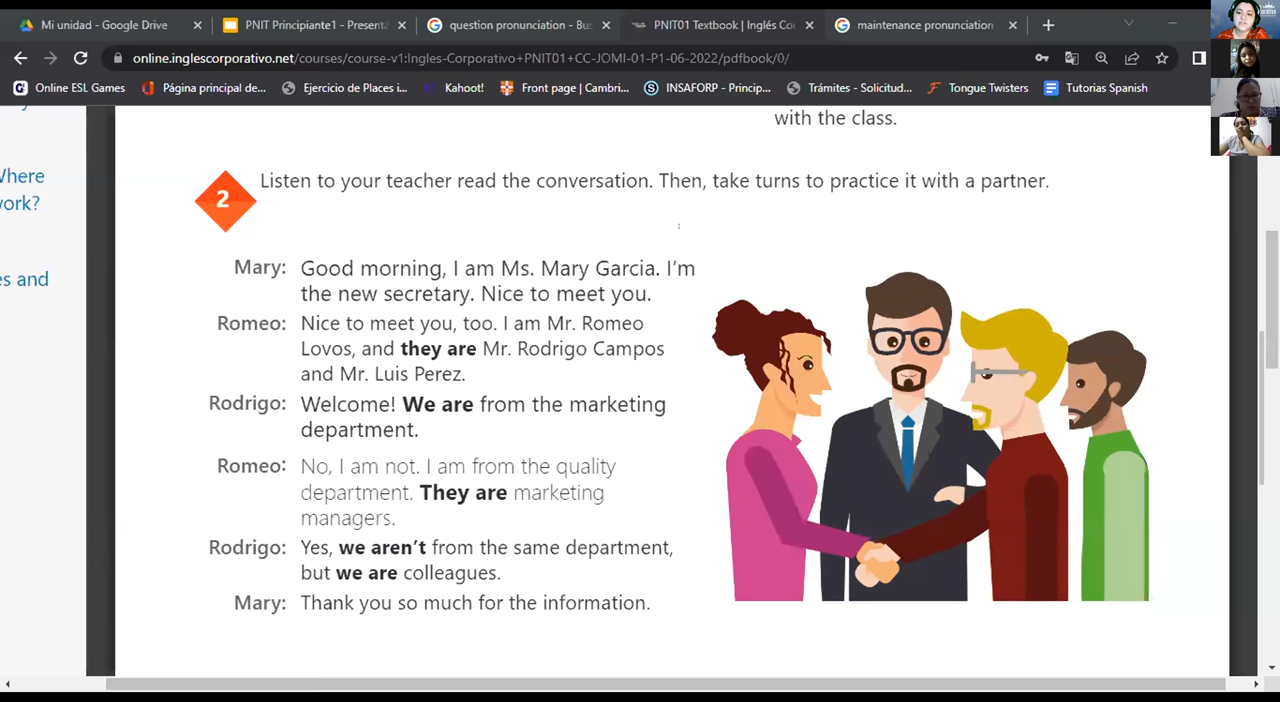 Mi unidad - Google Drive
PNIT Principiante1 - Present
question pronunciation - Bus
PNIT01 Textbook | Inglés Co
maintenance pronunciation
online.inglescorporativo.net/courses/course-v1:Ingles-Corporativo+PNIT01+CC-JOMI-01-P1-06-2022/pdfbook/0/
Online ESL Games
Página principal de...
Ejercicio de Places i...
Kahoot!
Front page | Cambri...
INSAFORP - Princip...
Trámites - Solicitud...
Tongue Twisters
Tutorias Spanish
with the class.
where
work?
es and
2
Listen to your teacher read the conversation. Then, take turns to practice it with a partner.
Mary: Good morning, I am Ms. Mary Garcia. I'm
the new secretary. Nice to meet you.
Romeo: Nice to meet you, too. I am Mr. Romeo
Lovos, and they are Mr. Rodrigo Campos
and Mr. Luis Perez.
Rodrigo: Welcome! We are from the marketing
department.
Romeo: No, I am not. I am from the quality
department. They are marketing
managers.
Rodrigo: Yes, we aren't from the same department,
but we are colleagues.
Mary: Thank you so much for the information.